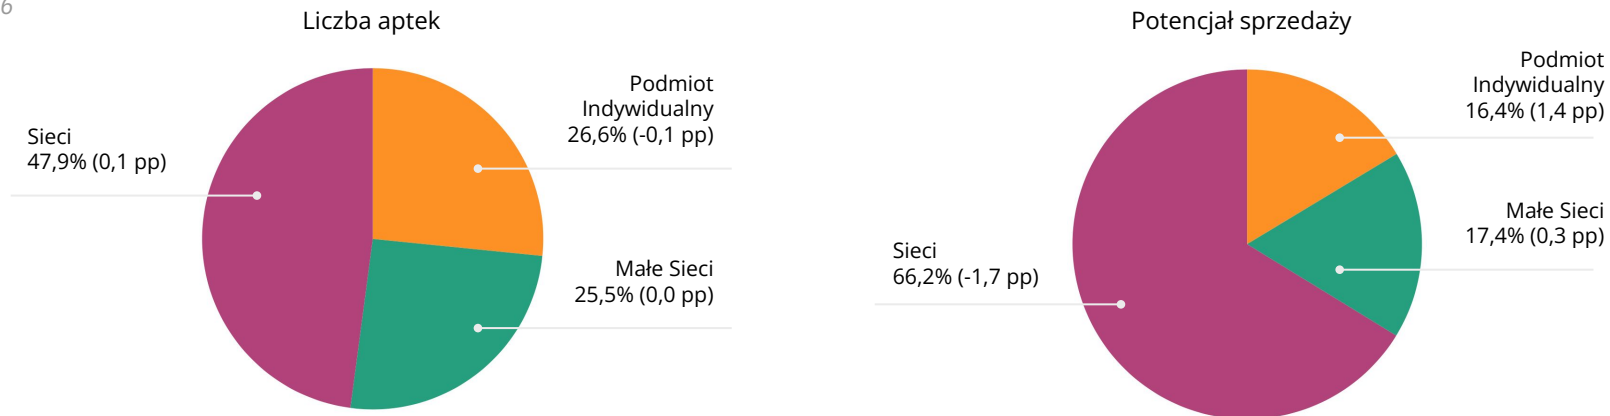 6
Liczba aptek
Sieci
47,9% (0,1 pp)
Podmiot
Indywidualny
26,6% (-0,1 pp)
Małe Sieci
25,5% (0,0 pp)
Potencjał sprzedaży
Podmiot
Indywidualny
16,4% (1,4 pp)
Małe Sieci
17,4% (0,3 pp)
Sieci
66,2% (-1,7 pp)